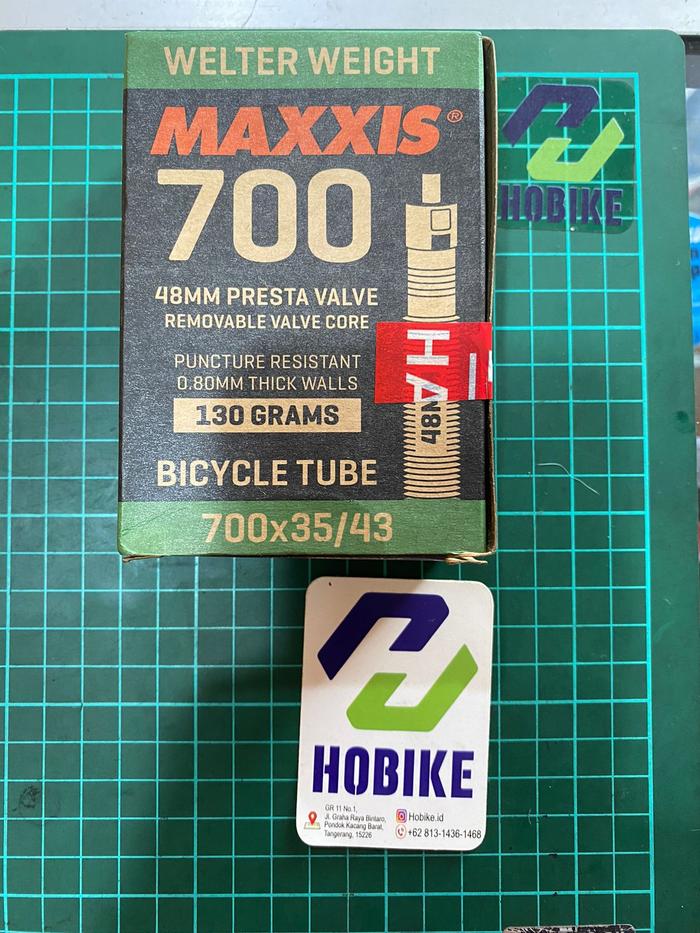 WELTER WEIGHT
MAXXIS®
700
48MM PRESTA VALVE
REMOVABLE VALVE CORE
PUNCTURE RESISTANT
0.80MM THICK WALLS
130 GRAMS
BICYCLE TUBE
700x35/43
48M
HA
HOBIKE
HOBIKE
GR 11 No.1,
Jl. Graha Raya Bintaro,
Pondok Kacang Barat,
Tangerang, 15226
Hobike.id
+62 813-1436-1468